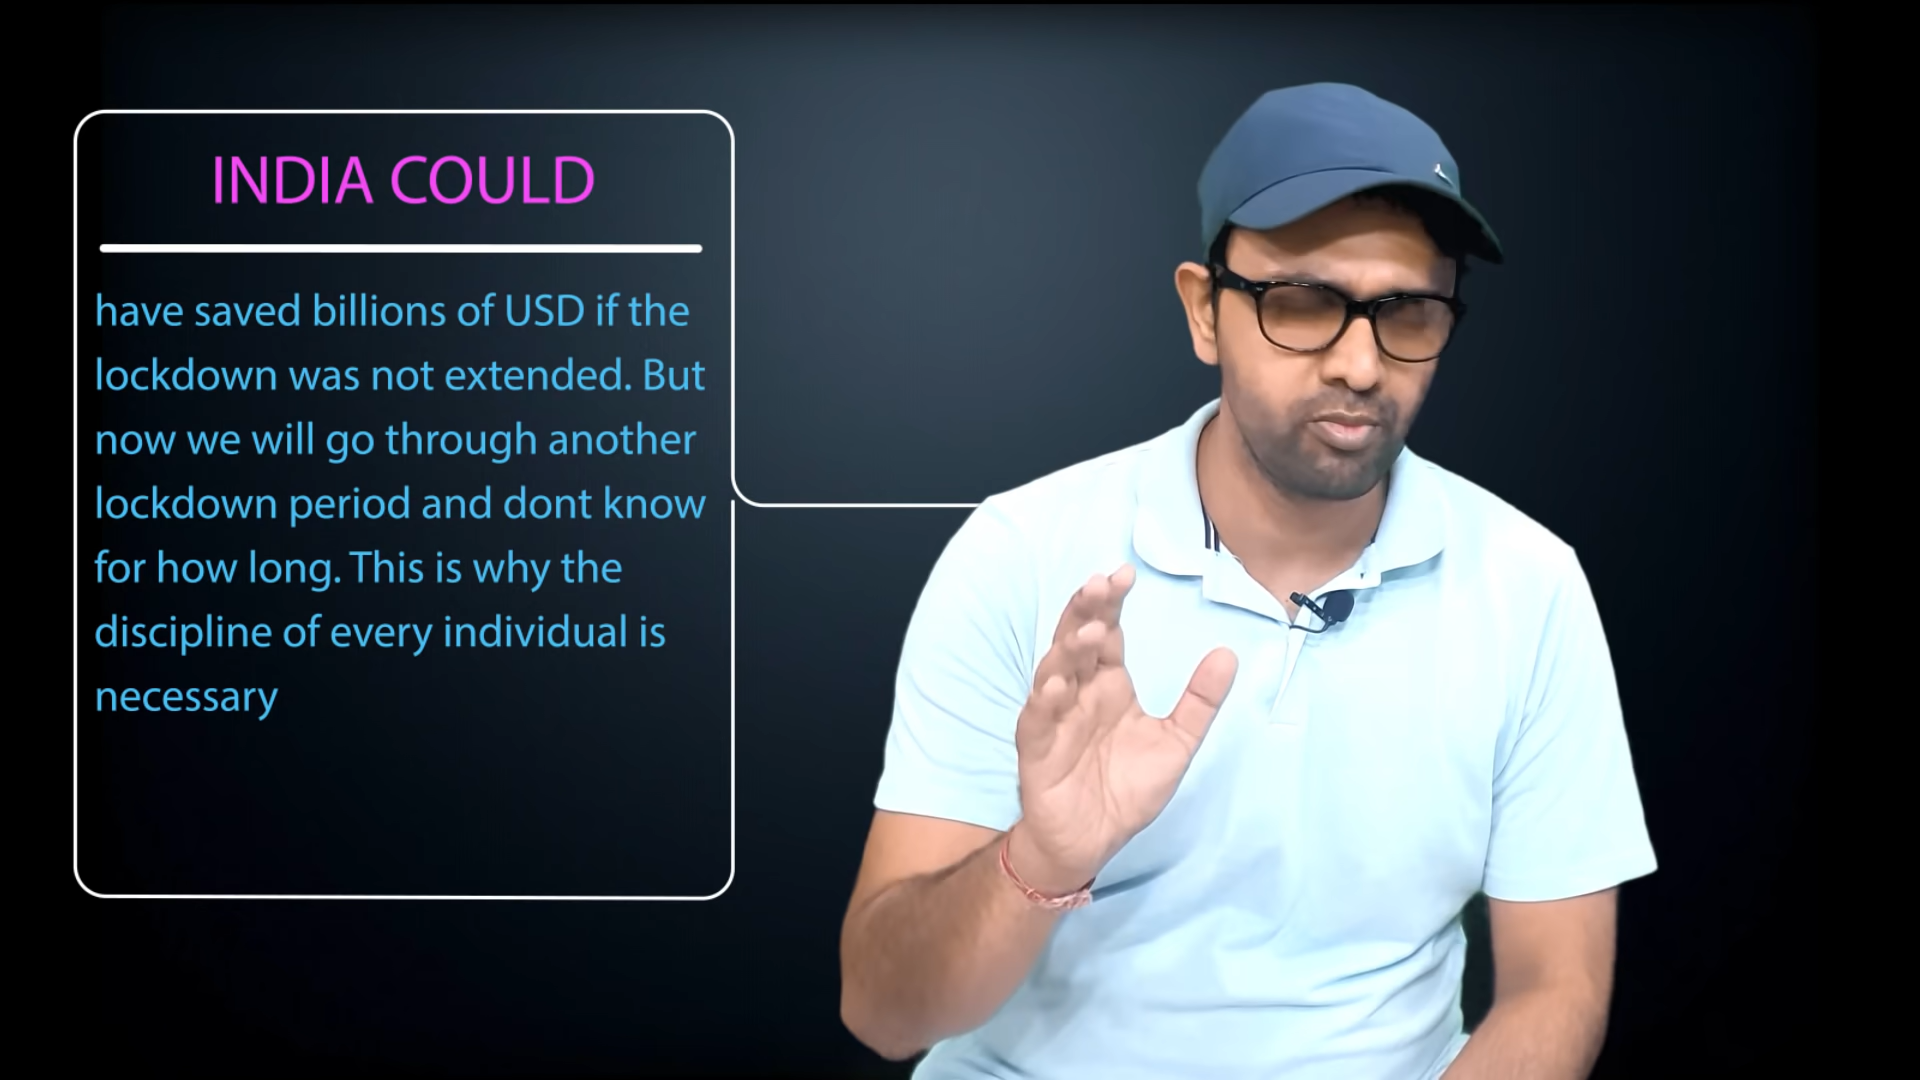 INDIA COULD
have saved billions of USD if the
lockdown was not extended. But
now we will go through another
lockdown period and dont know
for how long. This is why the
discipline of every individual is
necessary